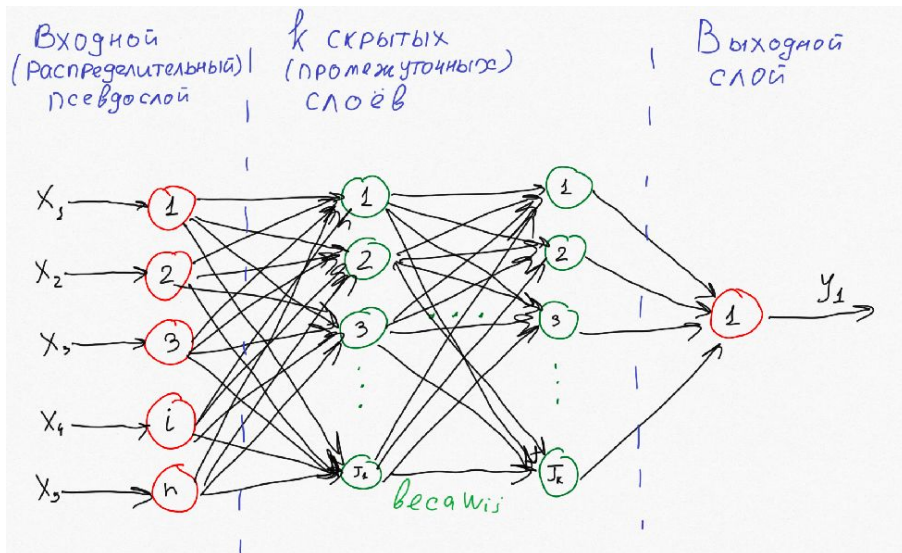 Входной
(распределительный)
псевдослой
k скрытых
(промежуточных)
слоёв
Выходной
слой
X₁
1
X₂
2
X₃
3
X₄
i
X₅
n
1
2
3
J₁
...
1
2
3
Jₖ
веса Wᵢⱼ
1
y₁